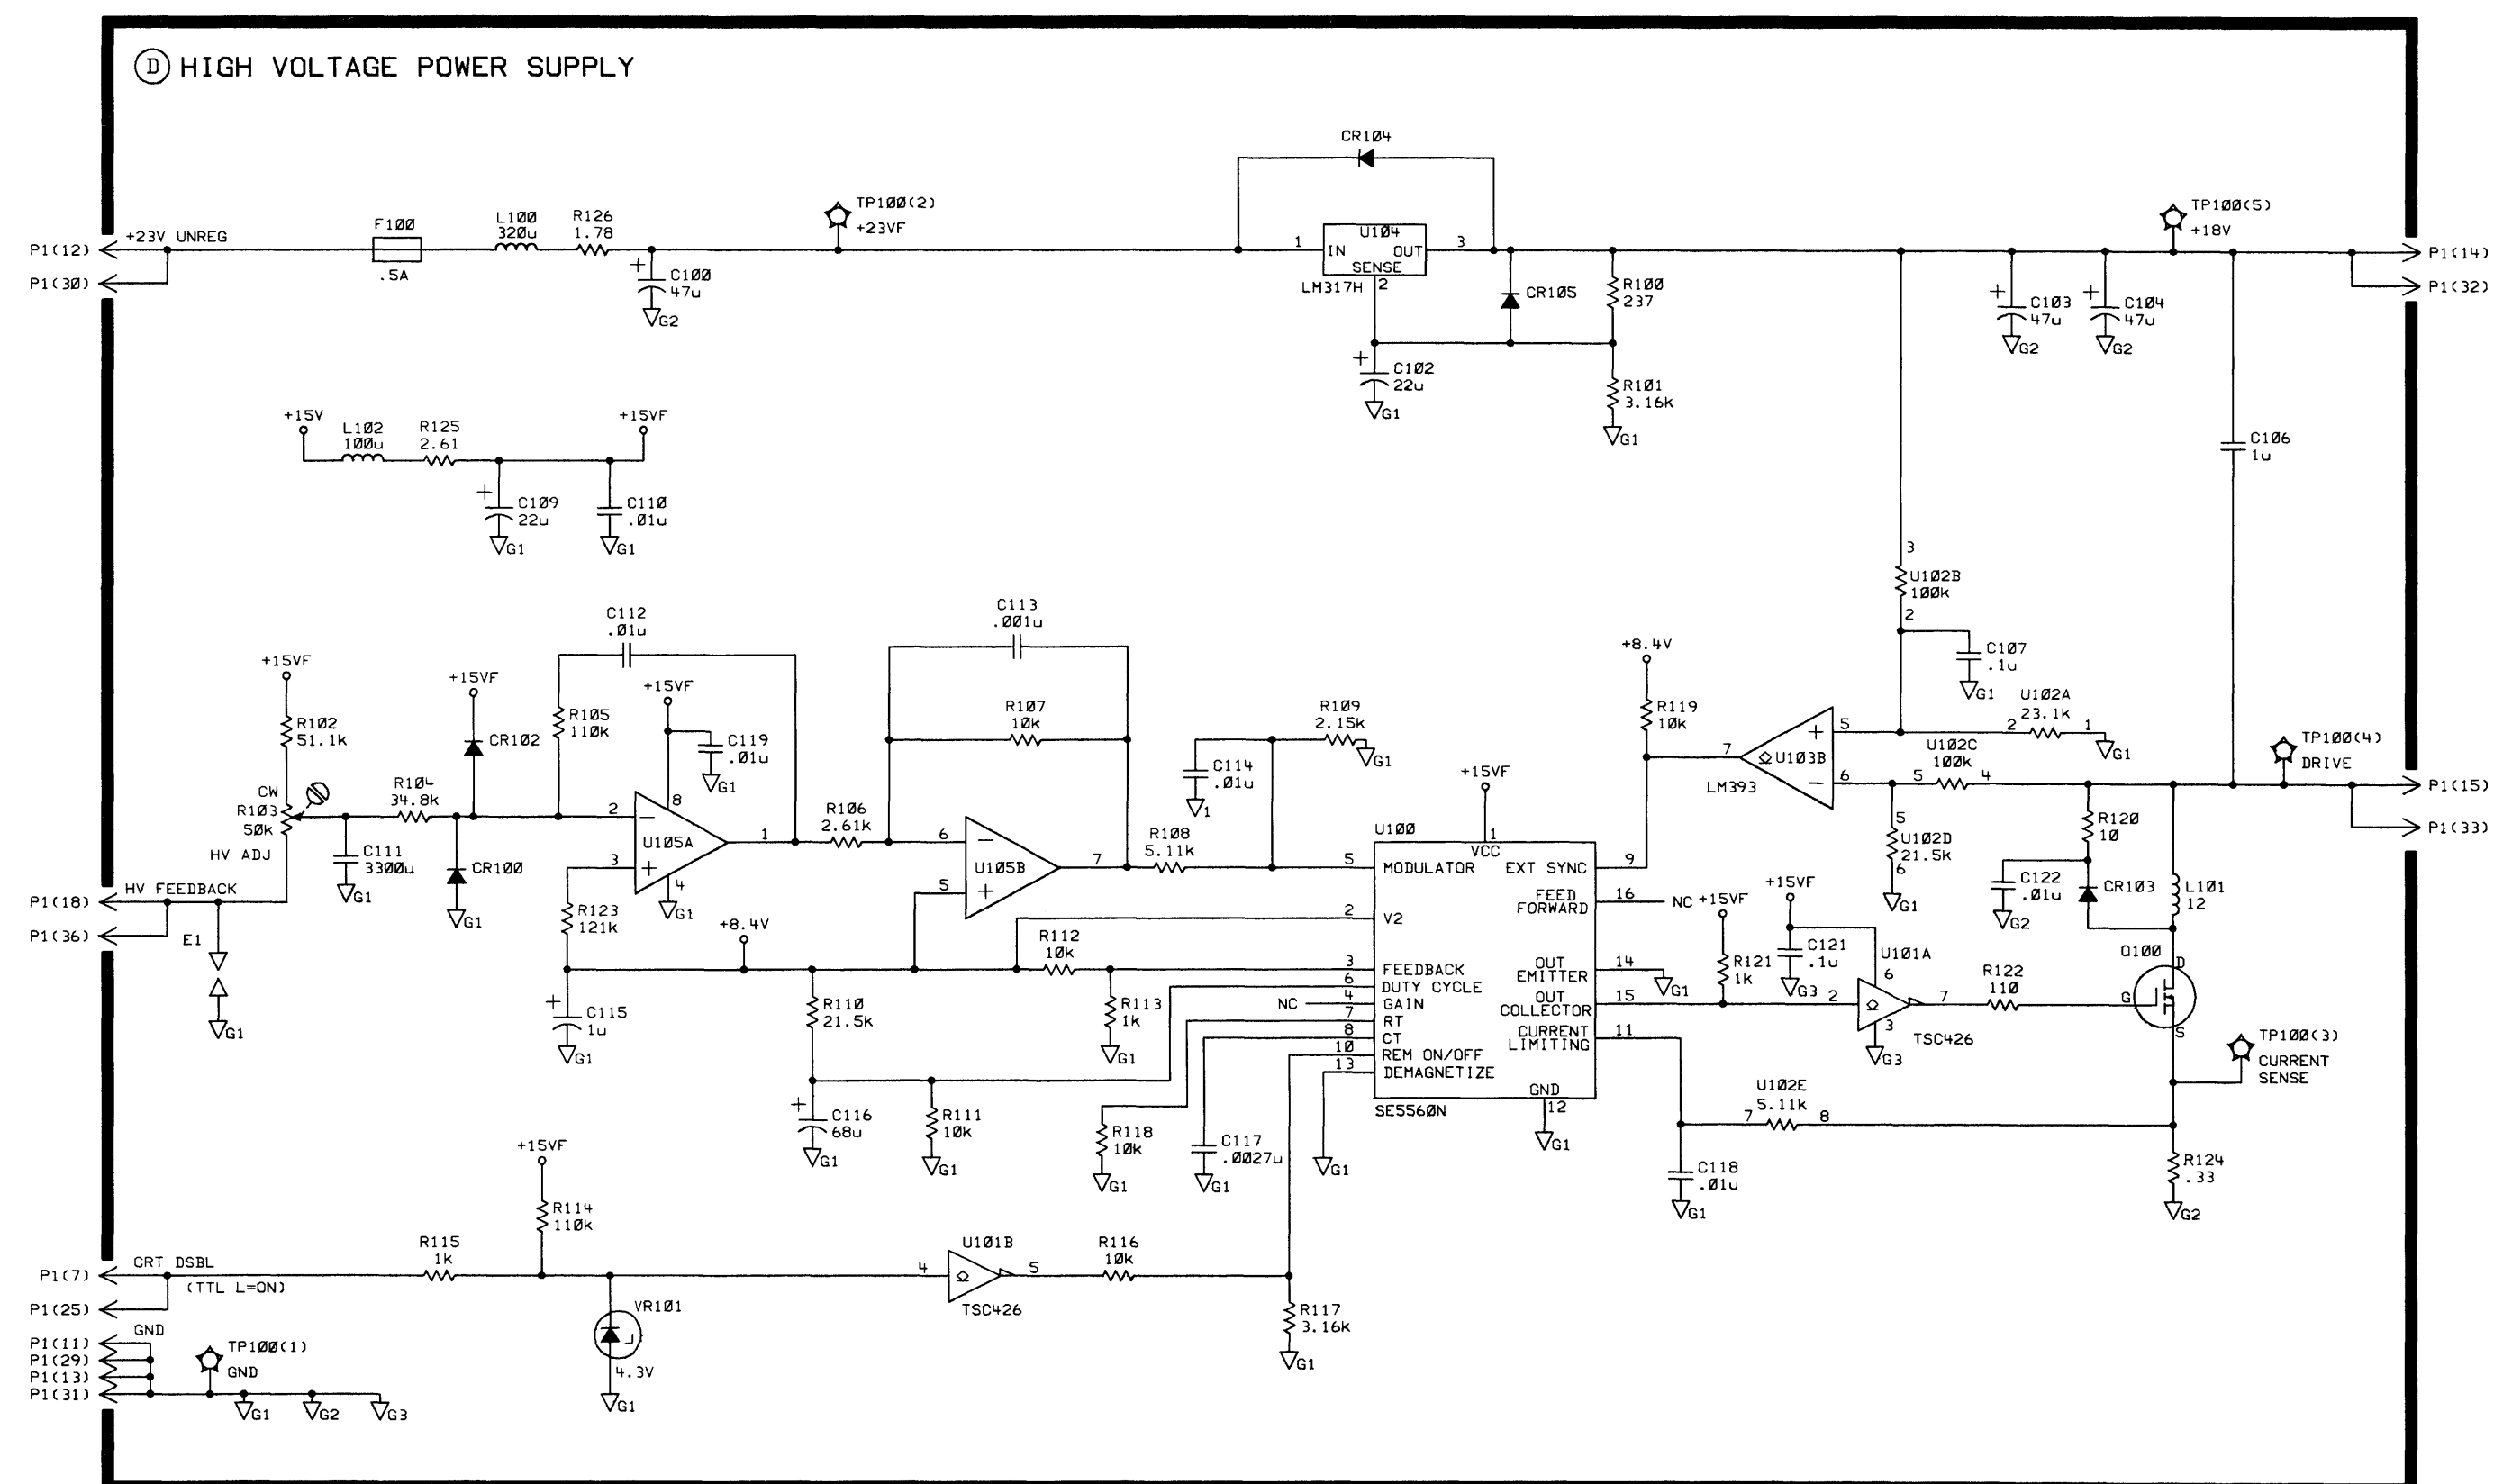 D HIGH VOLTAGE POWER SUPPLY
CR104
TP100(2)
+23VF
TP100(5)
+18V
P1(12)
+23V UNREG
F100
.5A
L100
320u
R126
1.78
1
IN
U104
OUT
SENSE
3
2
LM317H
P1(14)
P1(30)
C100
47u
G2
CR105
R100
237
C103
47u
G2
C104
47u
G2
P1(32)
C102
22u
G1
R101
3.16k
G1
+15V
L102
100u
R125
2.61
+15VF
C109
22u
G1
C110
.01u
G1
C106
1u
3
U102B
100k
2
C107
.1u
G1
C112
.01u
C113
.001u
+15VF
R102
51.1k
+15VF
CR102
R105
110k
+15VF
C119
.01u
G1
R107
10k
R109
2.15k
G1
C114
.01u
1
+8.4V
R119
10k
7
U103B
LM393
+
5
−
6
U102A
23.1k
2
1
G1
U102C
100k
5
4
TP100(4)
DRIVE
P1(15)
P1(33)
CW
R103
50k
HV ADJ
R104
34.8k
C111
3300u
G1
CR100
G1
2
−
3
+
8
U105A
4
G1
1
R106
2.61k
6
−
5
+
U105B
7
R108
5.11k
+15VF
U100
1
VCC
5
MODULATOR
2
V2
3
FEEDBACK
6
DUTY CYCLE
4
GAIN
NC
7
RT
8
CT
10
REM ON/OFF
13
DEMAGNETIZE
EXT SYNC
9
FEED
FORWARD
16
NC
OUT
EMITTER
14
G1
OUT
COLLECTOR
15
CURRENT
LIMITING
11
GND
12
G1
SE5560N
5
U102D
21.5k
6
G1
R120
10
C122
.01u
G2
CR103
L101
12
HV FEEDBACK
P1(18)
P1(36)
E1
G1
R123
121k
C115
1u
G1
+8.4V
R110
21.5k
R112
10k
R113
1k
G1
+15VF
R121
1k
+15VF
C121
.1u
G3
U101A
6
2
7
3
G3
TSC426
R122
110
Q100
D
G
S
TP100(3)
CURRENT
SENSE
C116
68u
G1
R111
10k
G1
R118
10k
G1
C117
.0027u
G1
G1
U102E
5.11k
7
8
C118
.01u
G1
R124
.33
G2
+15VF
R114
110k
P1(7)
CRT DSBL
(TTL L=ON)
P1(25)
R115
1k
VR101
4.3V
G1
4
U101B
5
TSC426
R116
10k
R117
3.16k
G1
GND
P1(11)
P1(29)
P1(13)
P1(31)
TP100(1)
GND
G1
G2
G3